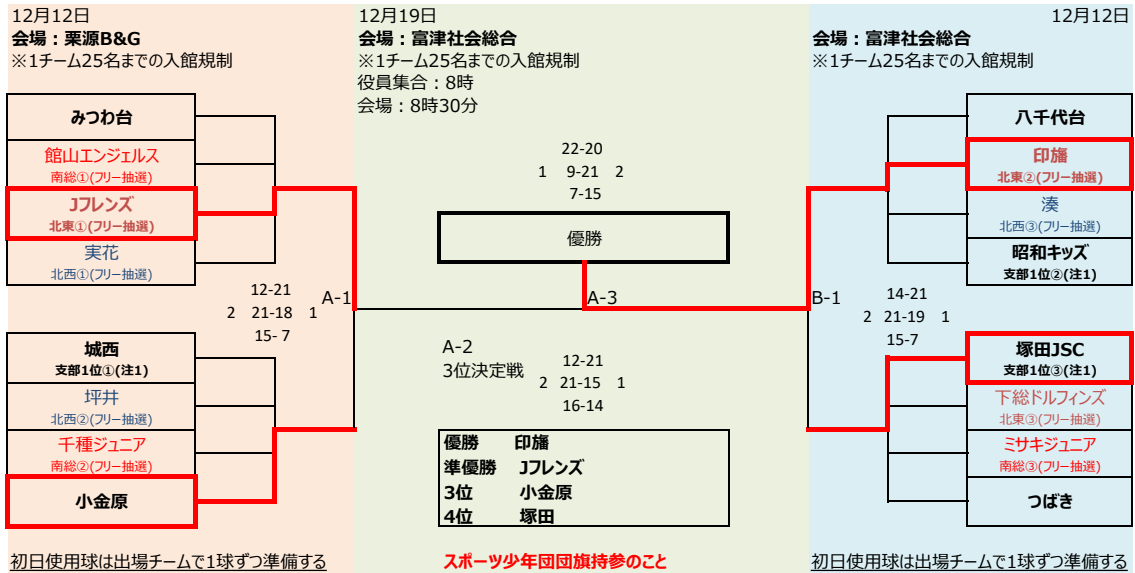 12月12日
会場：栗源B&G
※1チーム25名までの入館規制
みつわ台
館山エンジェルス
南総①(フリー抽選)
Jフレンズ
北東①(フリー抽選)
実花
北西①(フリー抽選)
12-21
2 21-18 1
15- 7
城西
支部1位①(注1)
坪井
北西②(フリー抽選)
千種ジュニア
南総②(フリー抽選)
小金原
初日使用球は出場チームで1球ずつ準備する
12月19日
会場：富津社会総合
※1チーム25名までの入館規制
役員集合：8時
会場：8時30分
22-20
1 9-21 2
7-15
優勝
A-1
A-3
B-1
A-2
3位決定戦
12-21
2 21-15 1
16-14
優勝 印旛
準優勝 Jフレンズ
3位 小金原
4位 塚田
スポーツ少年団団旗持参のこと
12月12日
会場：富津社会総合
※1チーム25名までの入館規制
八千代台
印旛
北東②(フリー抽選)
湊
北西③(フリー抽選)
昭和キッズ
支部1位②(注1)
14-21
2 21-19 1
15-7
塚田JSC
支部1位③(注1)
下総ドルフィンズ
北東③(フリー抽選)
ミサキジュニア
南総③(フリー抽選)
つばき
初日使用球は出場チームで1球ずつ準備する